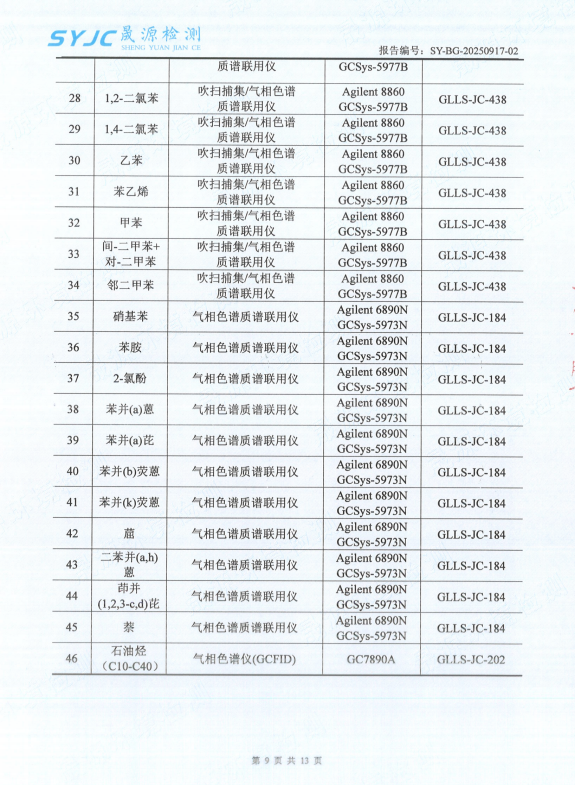 SYJC 晟源检测
SHENG YUAN JIAN CE
报告编号：SY-BG-20250917-02
质谱联用仪 GCSys-5977B
28 1,2-二氯苯 吹扫捕集/气相色谱质谱联用仪 Agilent 8860 GCSys-5977B GLLS-JC-438
29 1,4-二氯苯 吹扫捕集/气相色谱质谱联用仪 Agilent 8860 GCSys-5977B GLLS-JC-438
30 乙苯 吹扫捕集/气相色谱质谱联用仪 Agilent 8860 GCSys-5977B GLLS-JC-438
31 苯乙烯 吹扫捕集/气相色谱质谱联用仪 Agilent 8860 GCSys-5977B GLLS-JC-438
32 甲苯 吹扫捕集/气相色谱质谱联用仪 Agilent 8860 GCSys-5977B GLLS-JC-438
33 间-二甲苯+对-二甲苯 吹扫捕集/气相色谱质谱联用仪 Agilent 8860 GCSys-5977B GLLS-JC-438
34 邻二甲苯 吹扫捕集/气相色谱质谱联用仪 Agilent 8860 GCSys-5977B GLLS-JC-438
35 硝基苯 气相色谱质谱联用仪 Agilent 6890N GCSys-5973N GLLS-JC-184
36 苯胺 气相色谱质谱联用仪 Agilent 6890N GCSys-5973N GLLS-JC-184
37 2-氯酚 气相色谱质谱联用仪 Agilent 6890N GCSys-5973N GLLS-JC-184
38 苯并(a)蒽 气相色谱质谱联用仪 Agilent 6890N GCSys-5973N GLLS-JC-184
39 苯并(a)芘 气相色谱质谱联用仪 Agilent 6890N GCSys-5973N GLLS-JC-184
40 苯并(b)荧蒽 气相色谱质谱联用仪 Agilent 6890N GCSys-5973N GLLS-JC-184
41 苯并(k)荧蒽 气相色谱质谱联用仪 Agilent 6890N GCSys-5973N GLLS-JC-184
42 䓛 气相色谱质谱联用仪 Agilent 6890N GCSys-5973N GLLS-JC-184
43 二苯并(a,h)蒽 气相色谱质谱联用仪 Agilent 6890N GCSys-5973N GLLS-JC-184
44 茚并(1,2,3-c,d)芘 气相色谱质谱联用仪 Agilent 6890N GCSys-5973N GLLS-JC-184
45 萘 气相色谱质谱联用仪 Agilent 6890N GCSys-5973N GLLS-JC-184
46 石油烃（C10-C40） 气相色谱仪(GCFID) GC7890A GLLS-JC-202
第 9 页 共 13 页